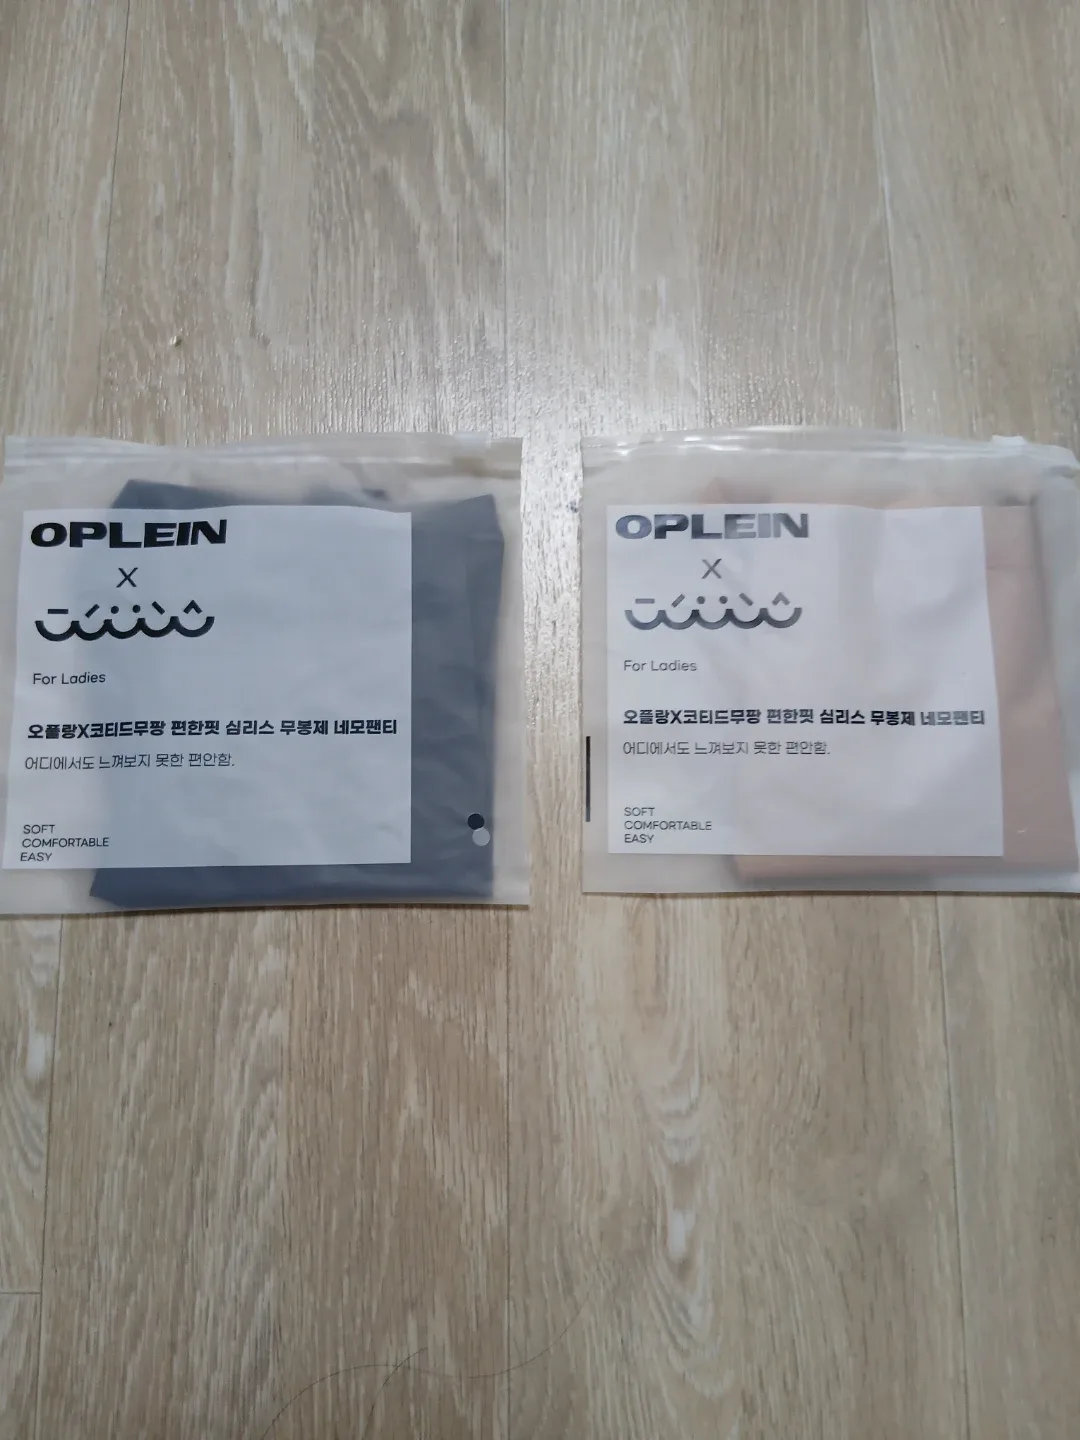 OPLEIN
X
For Ladies
오플랑X코티드무팡 편한핏 심리스 무봉제 네모팬티
어디에서도 느껴보지 못한 편안함.
SOFT
COMFORTABLE
EASY
OPLEIN
X
For Ladies
오플랑X코티드무팡 편한핏 심리스 무봉제 네모팬티
어디에서도 느껴보지 못한 편안함.
SOFT
COMFORTABLE
EASY